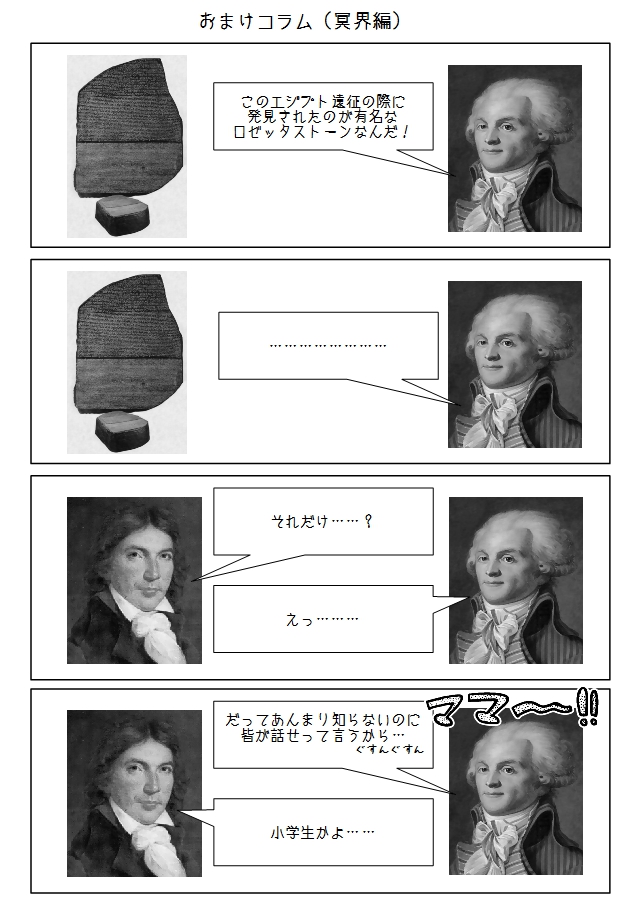 おまけコラム（冥界編）
このエジプト遠征の際に
発見されたのが有名な
ロゼッタストーンなんだ！
……………………
それだけ……？
えっ………
ママ～!!
だってあんまり知らないのに
皆が話せって言うから…
ぐすんぐすん
小学生かよ……